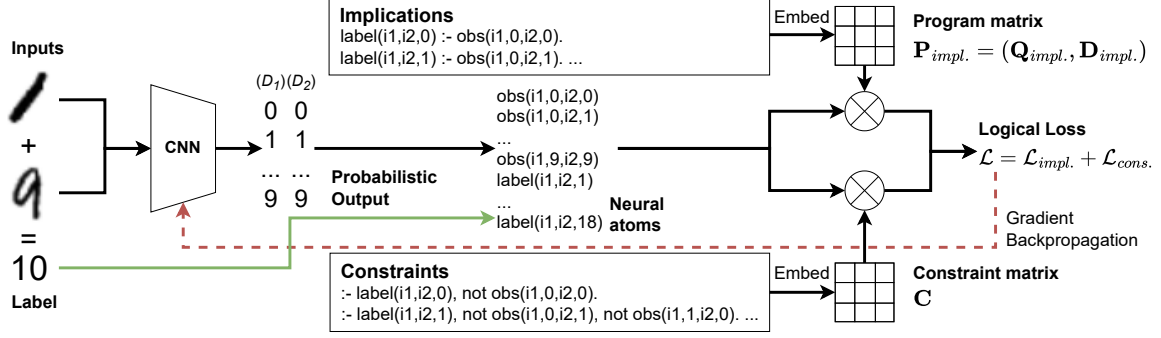 Inputs
1
+
9
=
10
Label
CNN
(D1)(D2)
0 0
1 1
... ...
9 9
Probabilistic
Output
Implications
label(i1,i2,0) :- obs(i1,0,i2,0).
label(i1,i2,1) :- obs(i1,0,i2,1). ...
Embed
Program matrix
P_impl. = (Q_impl., D_impl.)
obs(i1,0,i2,0)
obs(i1,0,i2,1)
...
obs(i1,9,i2,9)
label(i1,i2,1)
...
label(i1,i2,18)
Neural
atoms
Logical Loss
ℒ = ℒ_impl. + ℒ_cons.
Gradient
Backpropagation
Constraints
:- label(i1,i2,0), not obs(i1,0,i2,0).
:- label(i1,i2,1), not obs(i1,0,i2,1), not obs(i1,1,i2,0). ...
Embed
Constraint matrix
C